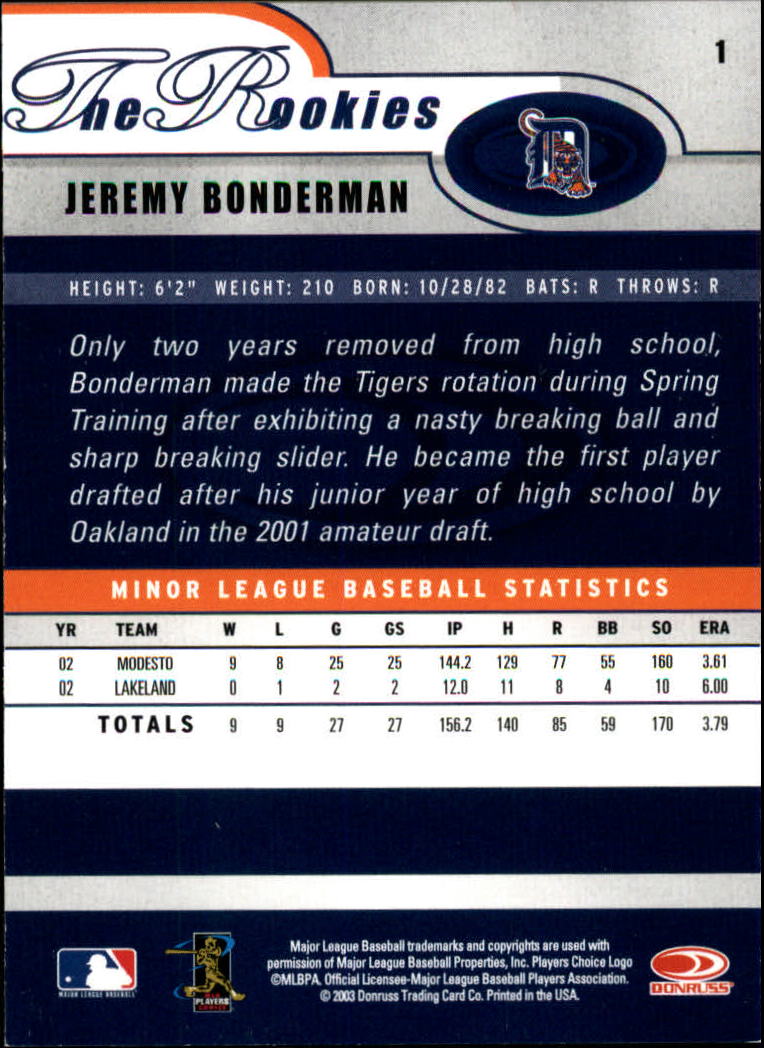 1
The Rookies
D
JEREMY BONDERMAN
HEIGHT: 6'2" WEIGHT: 210 BORN: 10/28/82 BATS: R THROWS: R
Only two years removed from high school,
Bonderman made the Tigers rotation during Spring
Training after exhibiting a nasty breaking ball and
sharp breaking slider. He became the first player
drafted after his junior year of high school by
Oakland in the 2001 amateur draft.
MINOR LEAGUE BASEBALL STATISTICS
YR TEAM W L G GS IP H R BB SO ERA
02 MODESTO 9 8 25 25 144.2 129 77 55 160 3.61
02 LAKELAND 0 1 2 2 12.0 11 8 4 10 6.00
TOTALS 9 9 27 27 156.2 140 85 59 170 3.79
Major League Baseball trademarks and copyrights are used with
permission of Major League Baseball Properties, Inc. Players Choice Logo
©MLBPA. Official Licensee-Major League Baseball Players Association.
© 2003 Donruss Trading Card Co. Printed in the USA.
MAJOR LEAGUE BASEBALL
PLAYERS
CHOICE
DONRUSS